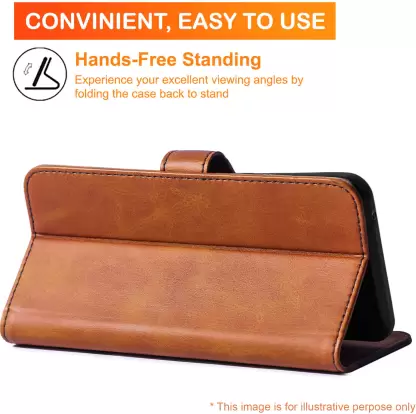 CONVINIENT, EASY TO USE
Hands-Free Standing
Experience your excellent viewing angles by
folding the case back to stand
* This image is for illustrative purpose only